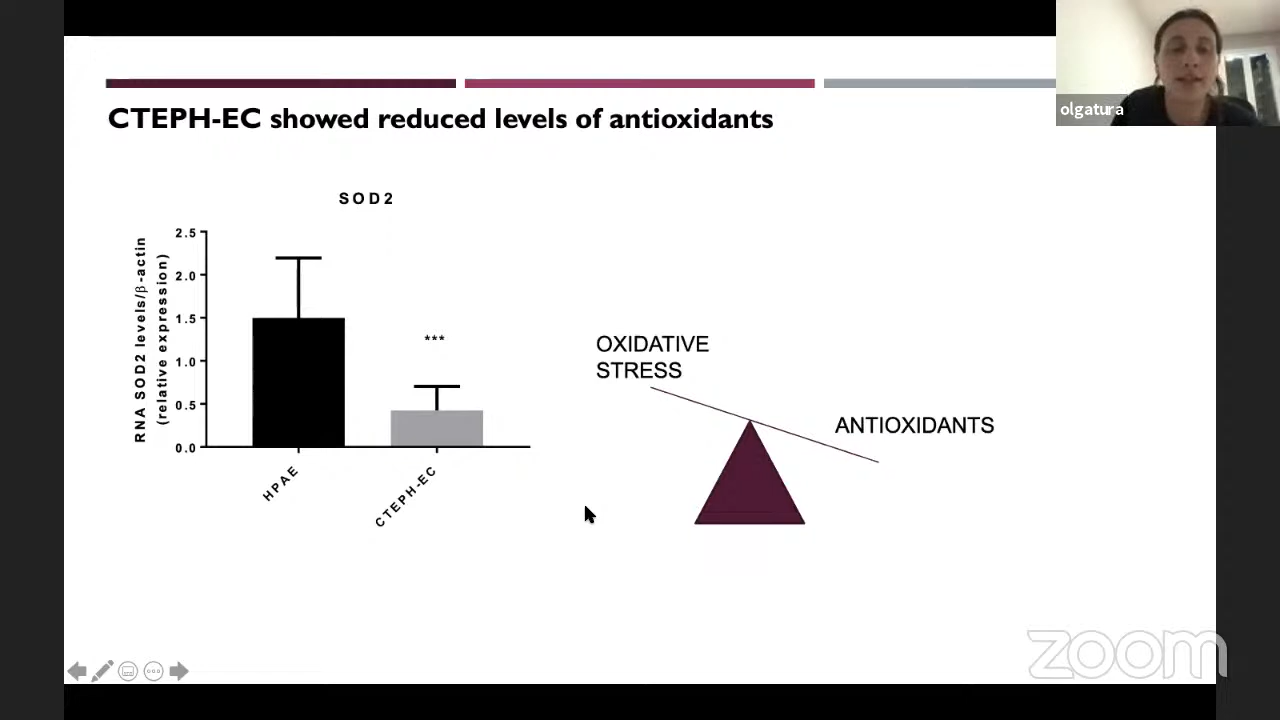 olgatura
CTEPH-EC showed reduced levels of antioxidants
SOD2
RNA SOD2 levels/β-actin
(relative expression)
2.5
2.0
1.5
1.0
0.5
0.0
***
HPAE
CTEPH-EC
OXIDATIVE
STRESS
ANTIOXIDANTS
zoom